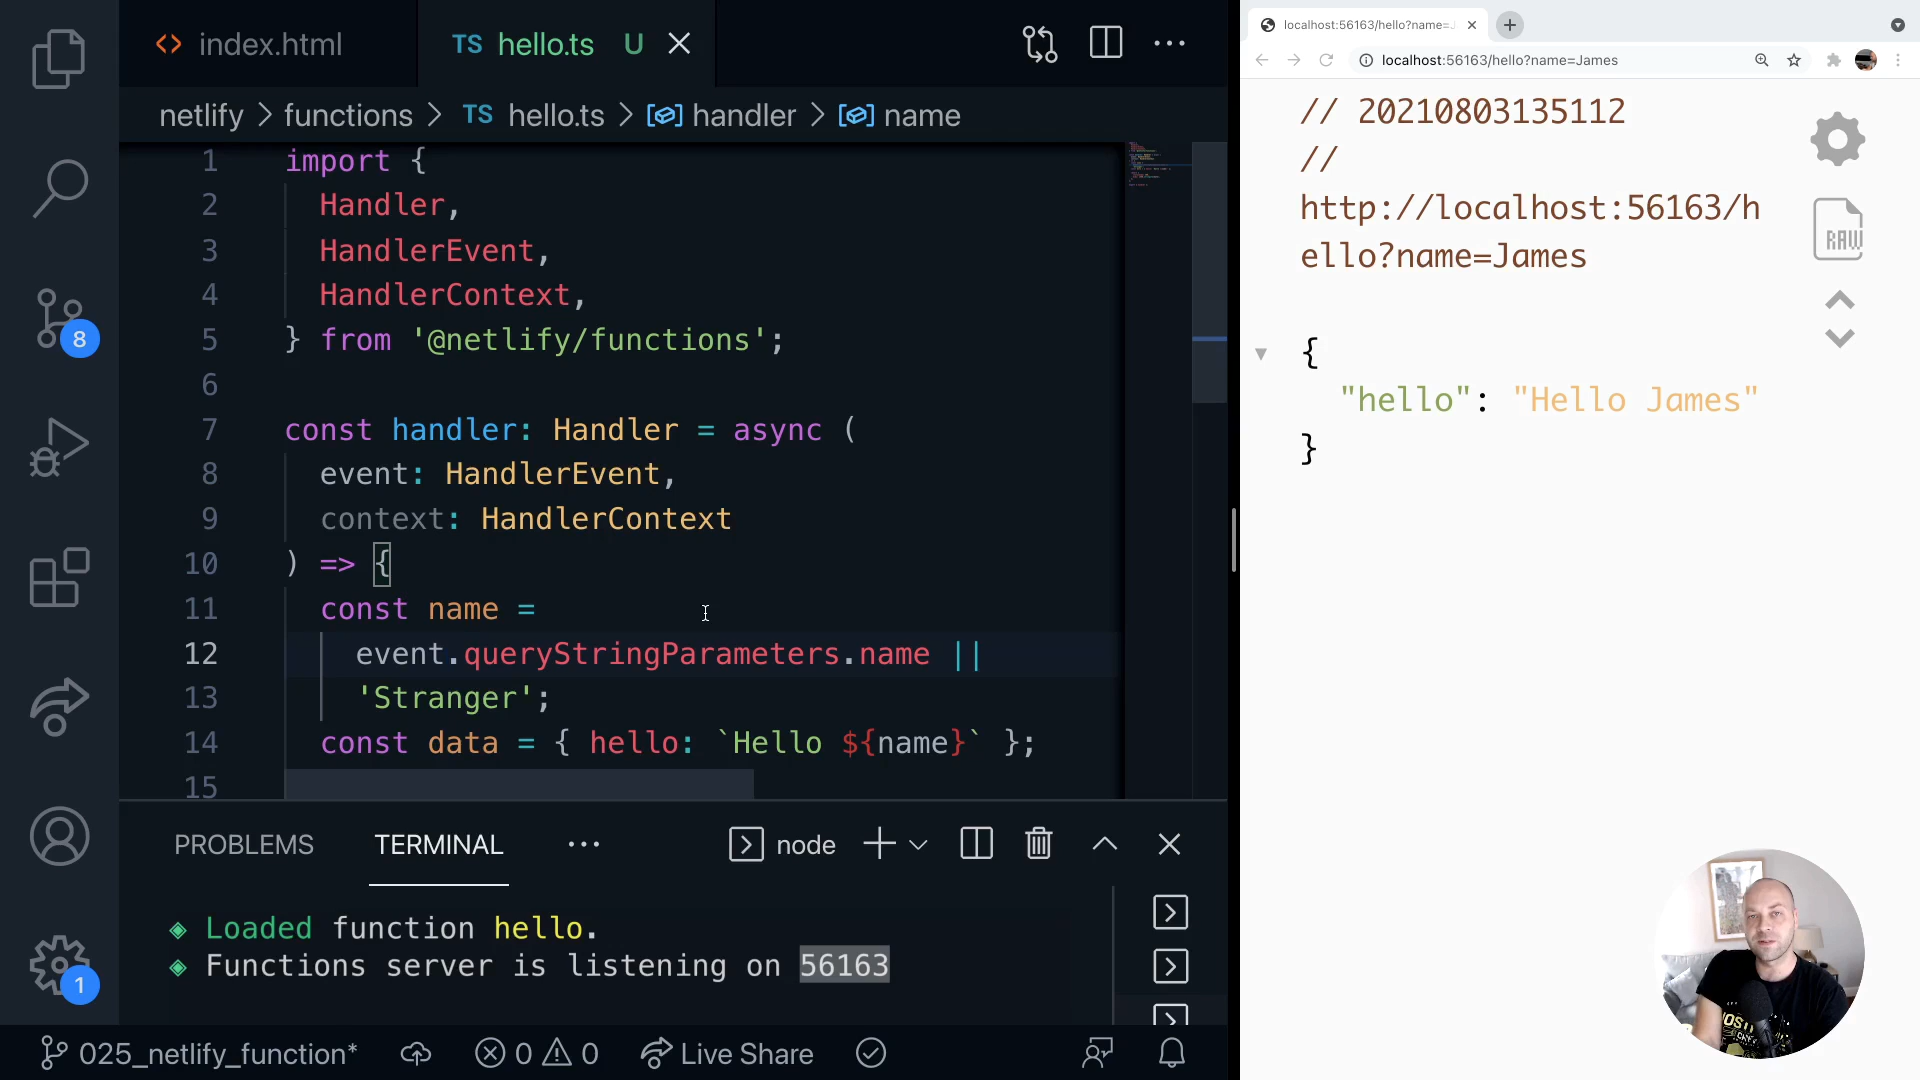 index.html
TS hello.ts U
netlify > functions > TS hello.ts > handler > name
1 import {
2 Handler,
3 HandlerEvent,
4 HandlerContext,
5 } from '@netlify/functions';
6
7 const handler: Handler = async (
8 event: HandlerEvent,
9 context: HandlerContext
10 ) => {
11 const name =
12 event.queryStringParameters.name ||
13 'Stranger';
14 const data = { hello: `Hello ${name}` };
15
PROBLEMS TERMINAL ··· node
Loaded function hello.
Functions server is listening on 56163
8
1
025_netlify_function* 0 0 Live Share
localhost:56163/hello?name=J
localhost:56163/hello?name=James
// 20210803135112
//
http://localhost:56163/h
ello?name=James
RAW
{
"hello": "Hello James"
}